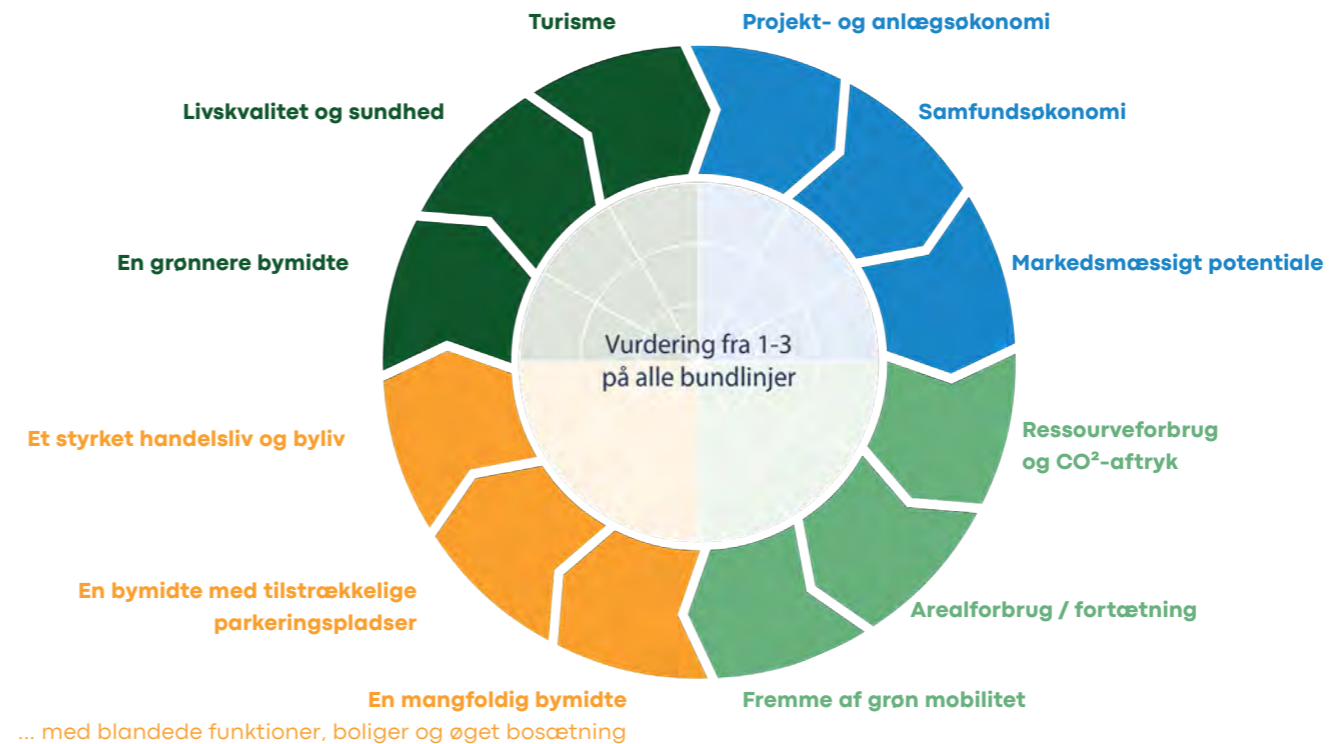 Turisme
Projekt- og anlægsøkonomi
Livskvalitet og sundhed
Samfundsøkonomi
En grønnere bymidte
Markedsmæssigt potentiale
Vurdering fra 1-3
på alle bundlinjer
Et styrket handelsliv og byliv
Ressourveforbrug
og CO²-aftryk
En bymidte med tilstrækkelige
parkeringspladser
Arealforbrug / fortætning
En mangfoldig bymidte
... med blandede funktioner, boliger og øget bosætning
Fremme af grøn mobilitet